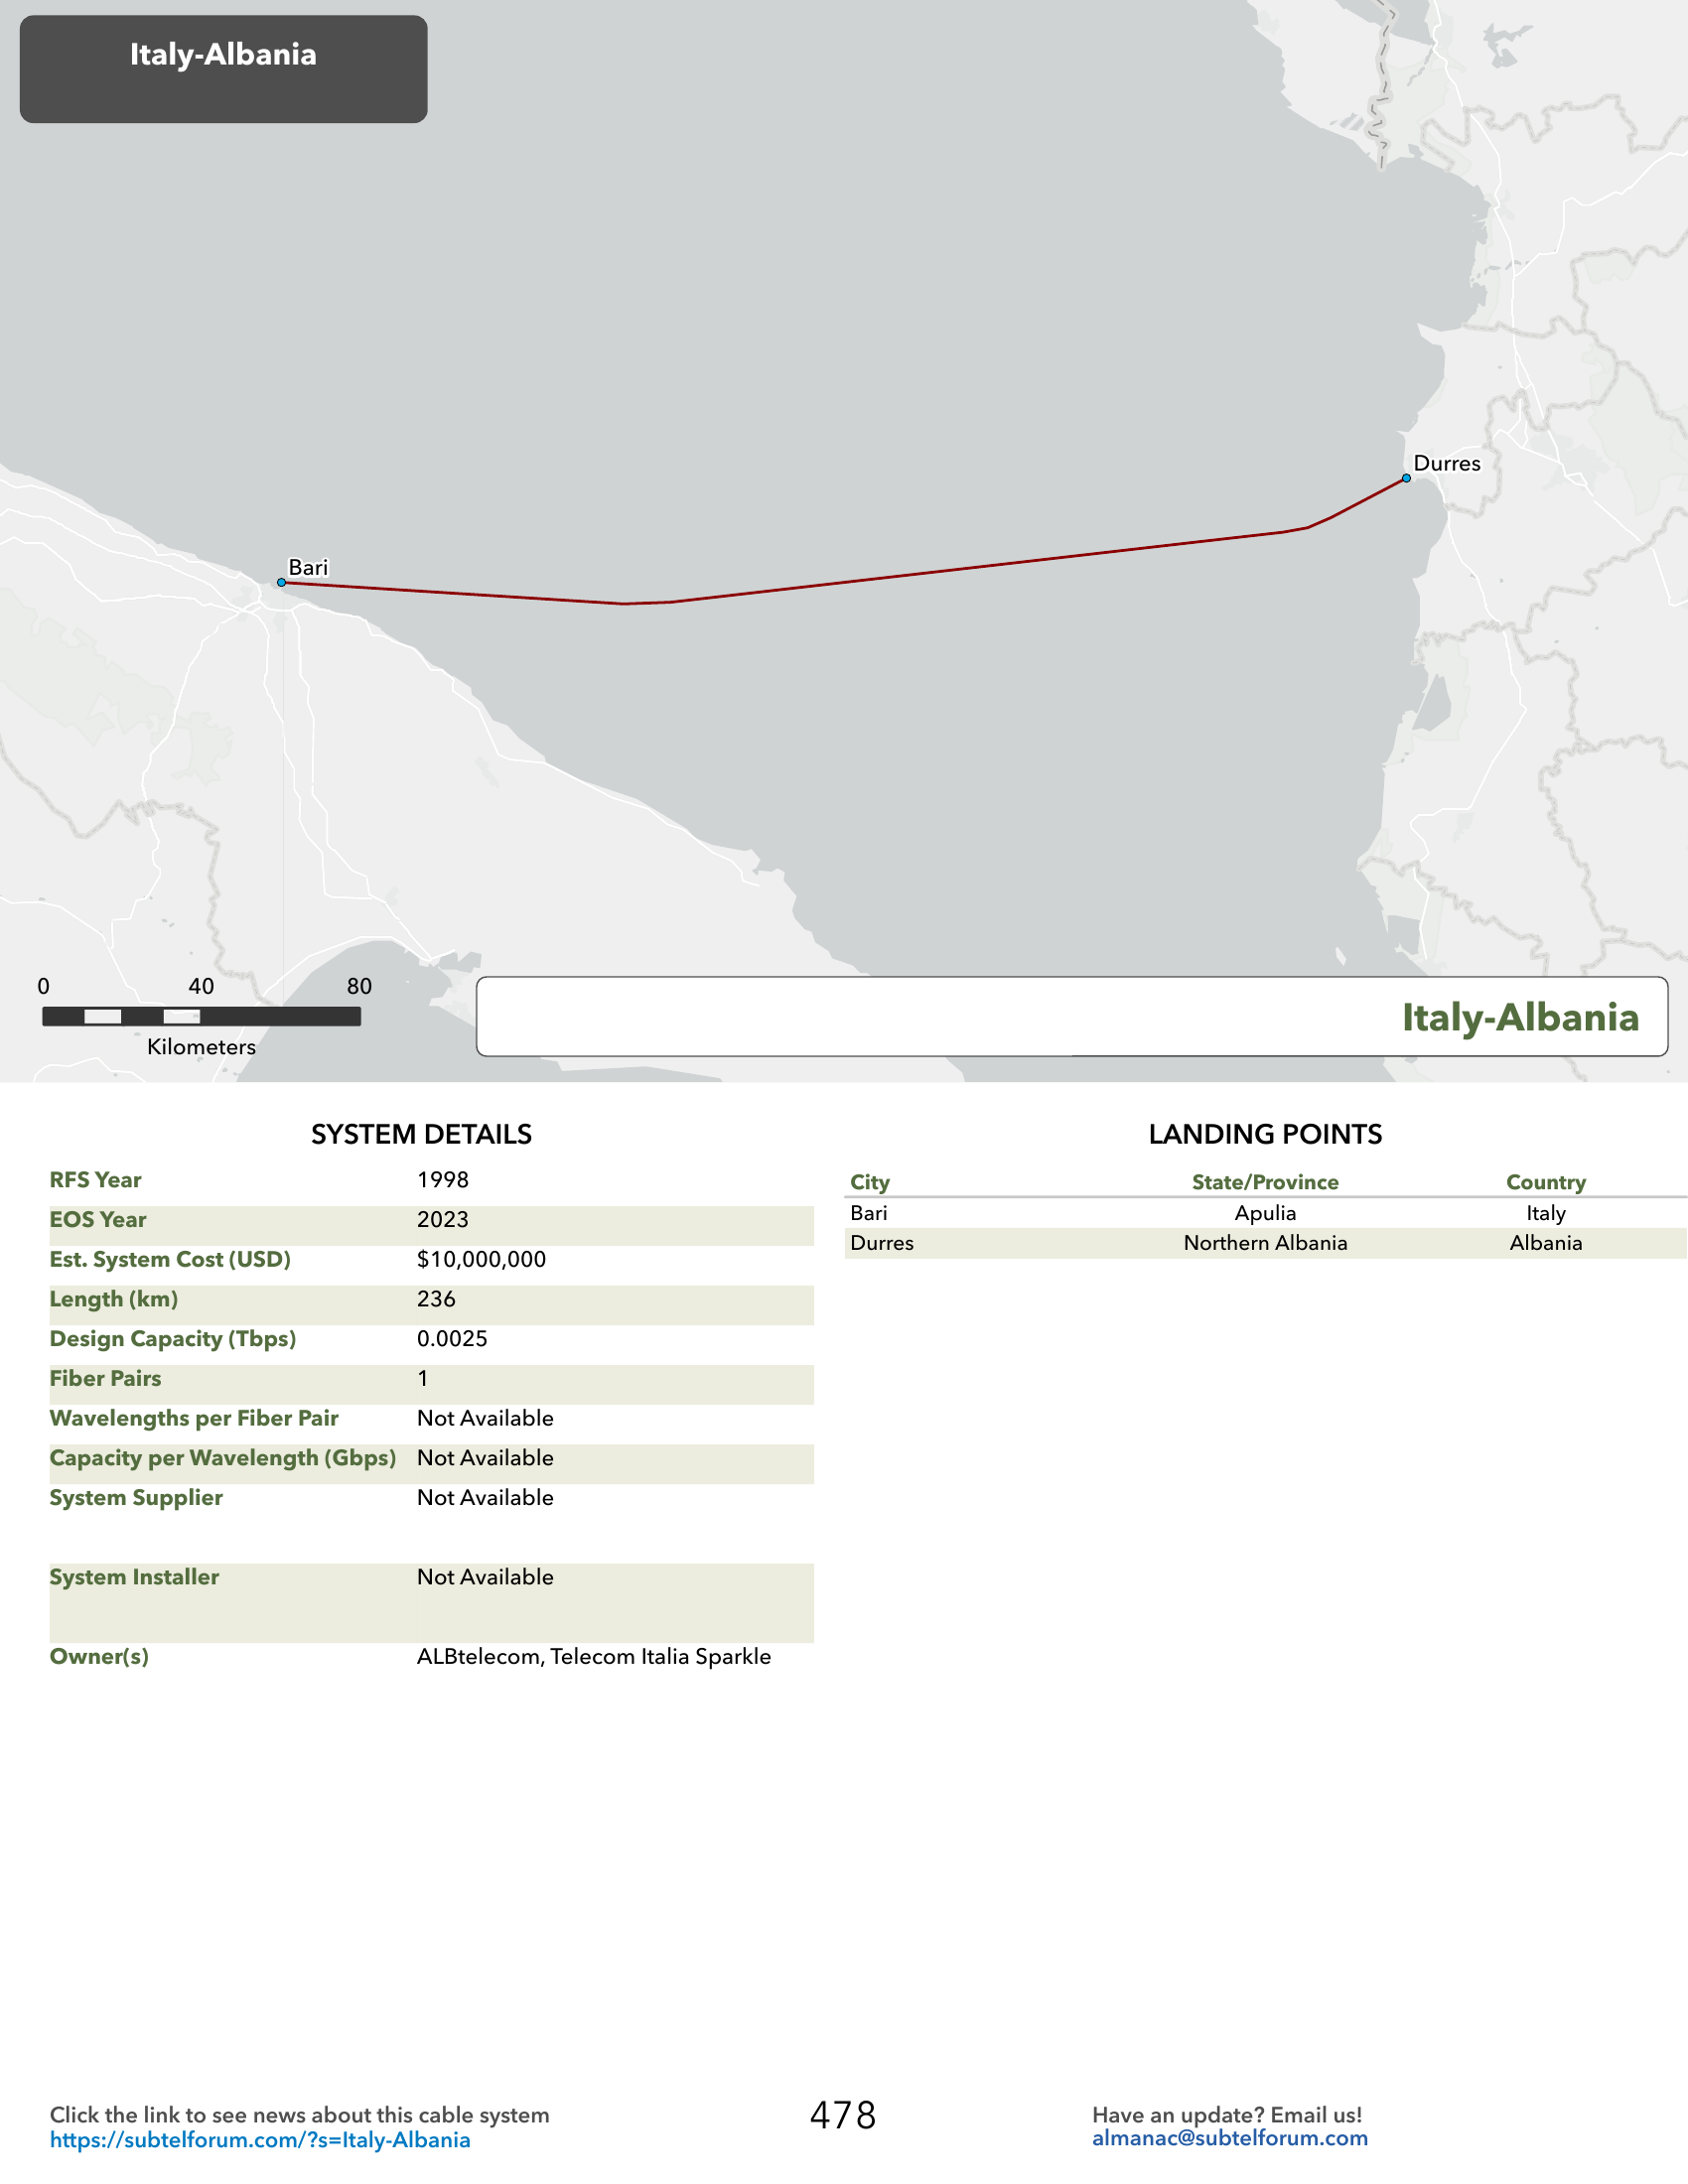 Italy-Albania
Durres
Bari
0 40 80
Kilometers
Italy-Albania
SYSTEM DETAILS
RFS Year 1998
EOS Year 2023
Est. System Cost (USD) $10,000,000
Length (km) 236
Design Capacity (Tbps) 0.0025
Fiber Pairs 1
Wavelengths per Fiber Pair Not Available
Capacity per Wavelength (Gbps) Not Available
System Supplier Not Available
System Installer Not Available
Owner(s) ALBtelecom, Telecom Italia Sparkle
LANDING POINTS
City State/Province Country
Bari Apulia Italy
Durres Northern Albania Albania
Click the link to see news about this cable system
https://subtelforum.com/?s=Italy-Albania
478
Have an update? Email us!
almanac@subtelforum.com